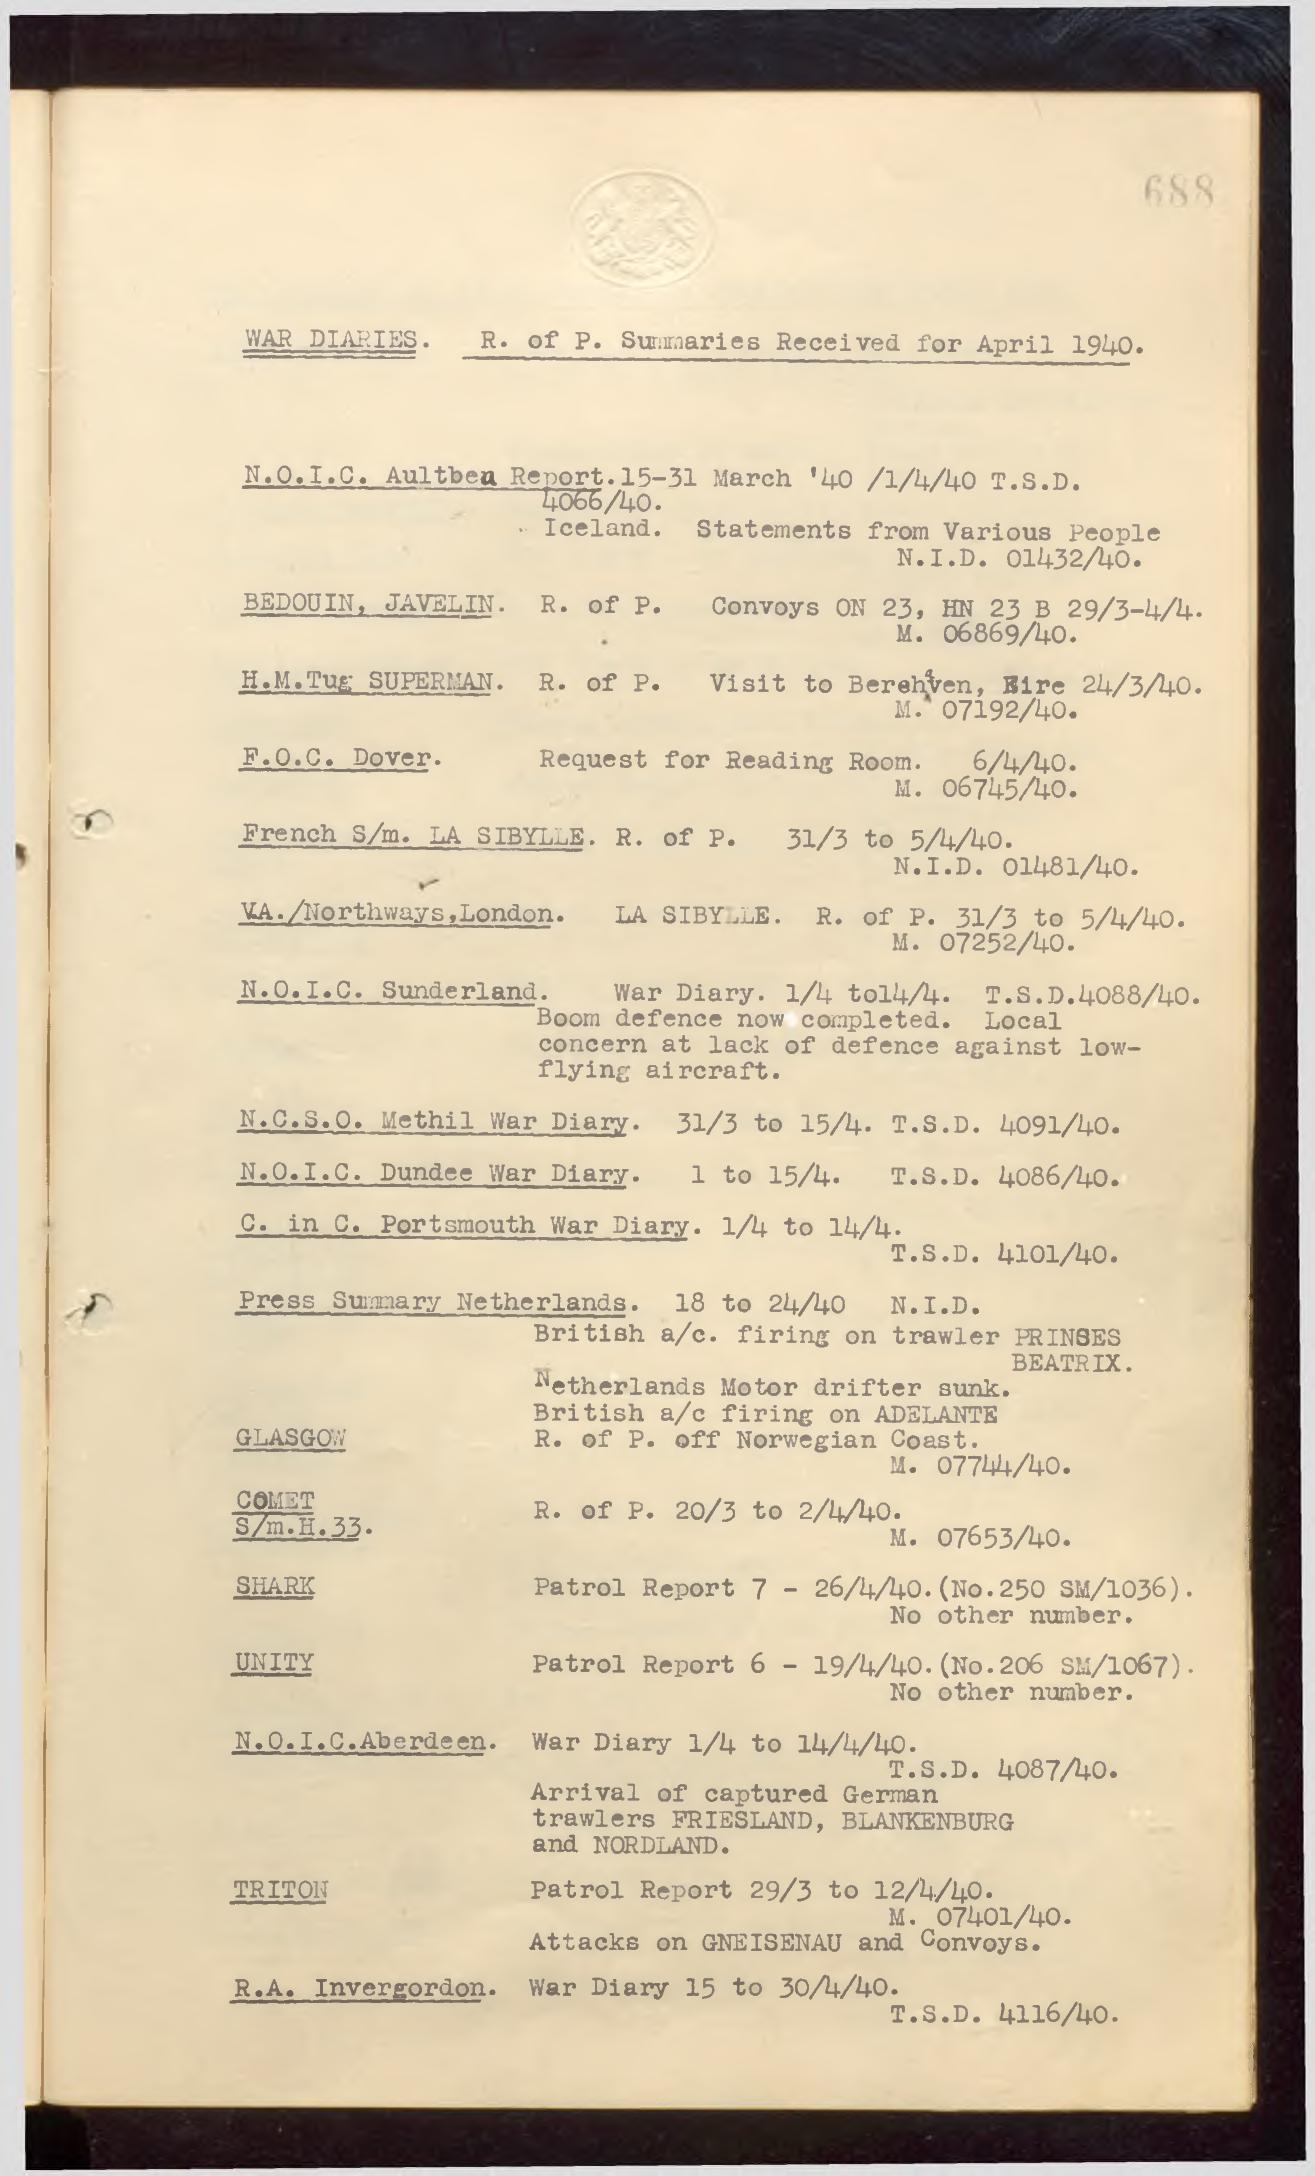 688
WAR DIARIES. R. of P. Summaries Received for April 1940.
N.O.I.C. Aultbea Report. 15-31 March '40 /1/4/40 T.S.D.
4066/40.
Iceland. Statements from Various People
N.I.D. 01432/40.
BEDOUIN, JAVELIN. R. of P. Convoys ON 23, HN 23 B 29/3-4/4.
M. 06869/40.
H.M.Tug SUPERMAN. R. of P. Visit to Berehaven, Eire 24/3/40.
M. 07192/40.
F.O.C. Dover. Request for Reading Room. 6/4/40.
M. 06745/40.
French S/m. LA SIBYLLE. R. of P. 31/3 to 5/4/40.
N.I.D. 01481/40.
V.A./Northways,London. LA SIBYLLE. R. of P. 31/3 to 5/4/40.
M. 07252/40.
N.O.I.C. Sunderland. War Diary. 1/4 to14/4. T.S.D.4088/40.
Boom defence now completed. Local
concern at lack of defence against low-
flying aircraft.
N.C.S.O. Methil War Diary. 31/3 to 15/4. T.S.D. 4091/40.
N.O.I.C. Dundee War Diary. 1 to 15/4. T.S.D. 4086/40.
C. in C. Portsmouth War Diary. 1/4 to 14/4.
T.S.D. 4101/40.
Press Summary Netherlands. 18 to 24/40 N.I.D.
British a/c. firing on trawler PRINSES
BEATRIX.
Netherlands Motor drifter sunk.
British a/c firing on ADELANTE
GLASGOW R. of P. off Norwegian Coast.
M. 07744/40.
COMET
S/m.H.33. R. of P. 20/3 to 2/4/40.
M. 07653/40.
SHARK Patrol Report 7 - 26/4/40.(No.250 SM/1036).
No other number.
UNITY Patrol Report 6 - 19/4/40.(No.206 SM/1067).
No other number.
N.O.I.C.Aberdeen. War Diary 1/4 to 14/4/40.
T.S.D. 4087/40.
Arrival of captured German
trawlers FRIESLAND, BLANKENBURG
and NORDLAND.
TRITON Patrol Report 29/3 to 12/4/40.
M. 07401/40.
Attacks on GNEISENAU and Convoys.
R.A. Invergordon. War Diary 15 to 30/4/40.
T.S.D. 4116/40.